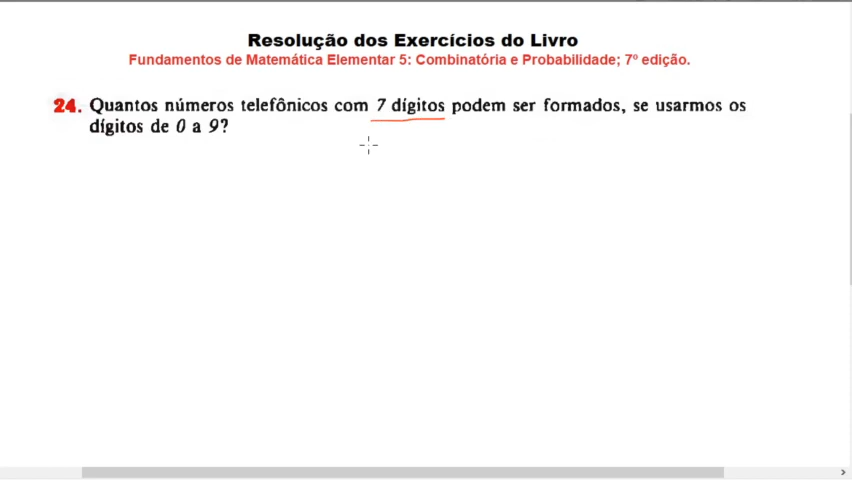 Resolução dos Exercícios do Livro
Fundamentos de Matemática Elementar 5: Combinatória e Probabilidade; 7º edição.
24. Quantos números telefônicos com 7 dígitos podem ser formados, se usarmos os
dígitos de 0 a 9?